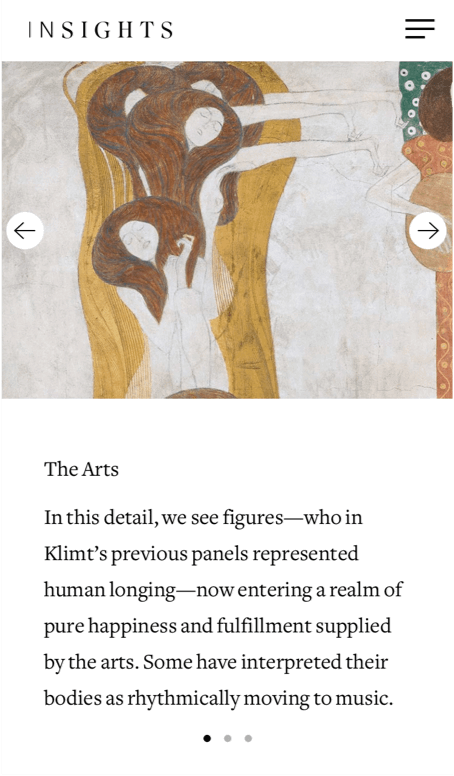 INSIGHTS
The Arts
In this detail, we see figures—who in
Klimt’s previous panels represented
human longing—now entering a realm of
pure happiness and fulfillment supplied
by the arts. Some have interpreted their
bodies as rhythmically moving to music.